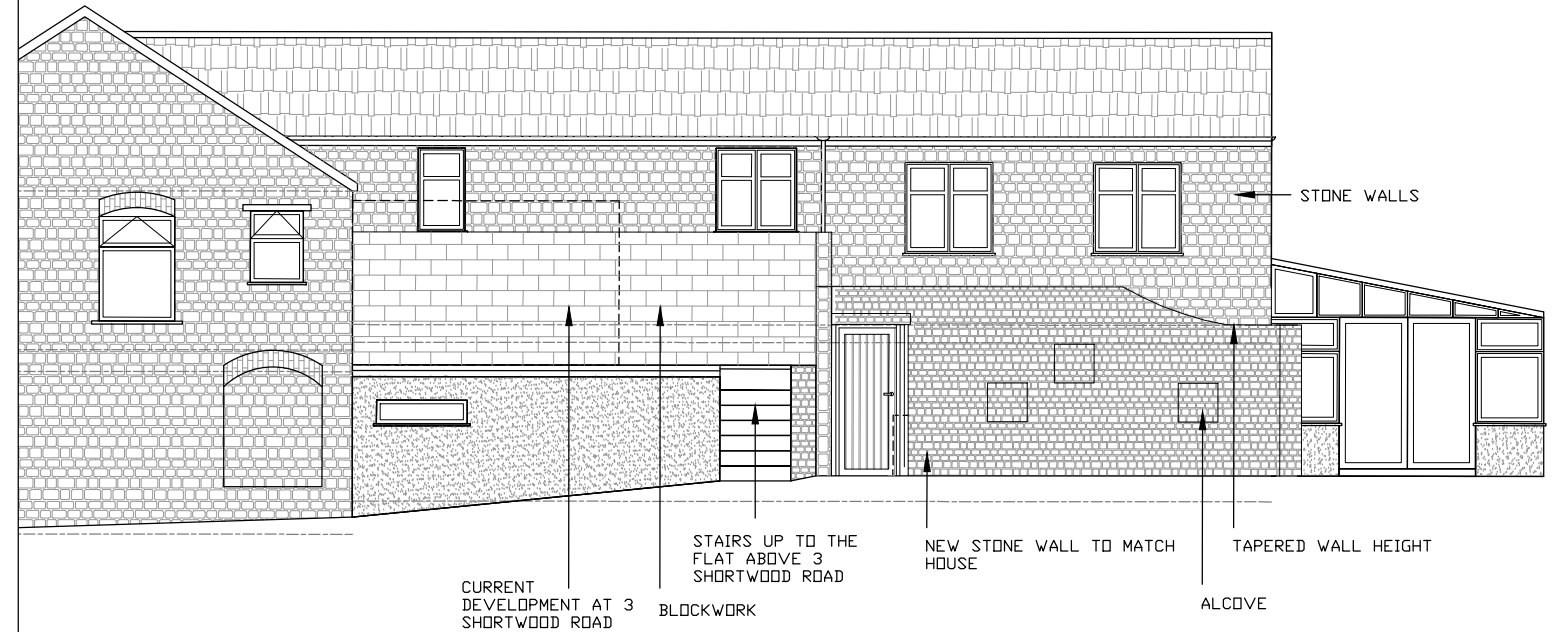 STONE WALLS
STAIRS UP TO THE
FLAT ABOVE 3
SHORTWOOD ROAD
NEW STONE WALL TO MATCH
HOUSE
TAPERED WALL HEIGHT
CURRENT
DEVELOPMENT AT 3
SHORTWOOD ROAD
BLOCKWORK
ALCOVE